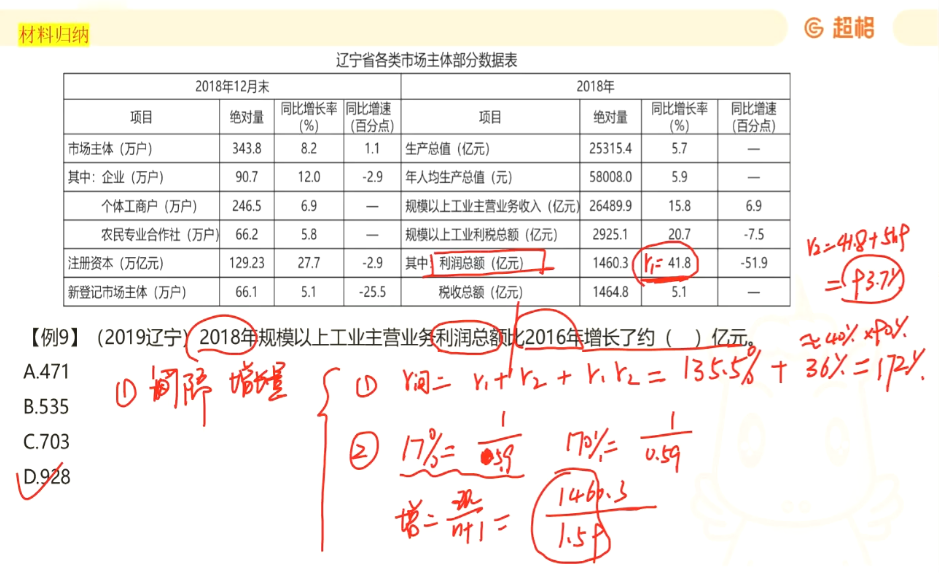 材料归纳
超格
辽宁省各类市场主体部分数据表
2018年12月末 2018年
项目 绝对量 同比增长率（%） 同比增速（百分点） 项目 绝对量 同比增长率（%） 同比增速（百分点）
市场主体（万户） 343.8 8.2 1.1 生产总值（亿元） 25315.4 5.7 —
其中：企业（万户） 90.7 12.0 -2.9 年人均生产总值（元） 58008.0 5.9 —
个体工商户（万户） 246.5 6.9 — 规模以上工业主营业务收入（亿元） 26489.9 15.8 6.9
农民专业合作社（万户） 66.2 5.8 — 规模以上工业利税总额（亿元） 2925.1 20.7 -7.5
注册资本（万亿元） 129.23 27.7 -2.9 其中：利润总额（亿元） 1460.3 r₁= 41.8 -51.9
新登记市场主体（万户） 66.1 5.1 -25.5 税收总额（亿元） 1464.8 5.1 —
r₂=41.8+51.9
=93.7%
【例9】（2019辽宁）2018年规模以上工业主营业务利润总额比2016年增长了约（ ）亿元。
≈40%×90%
A.471
① 间隔 增量
① r间= r₁+r₂+r₁r₂=135.5%+36%=172%
B.535
C.703
② 17%=1/5.9 170%=1/0.59
D.928
增=现/n+1=1460.3/1.59